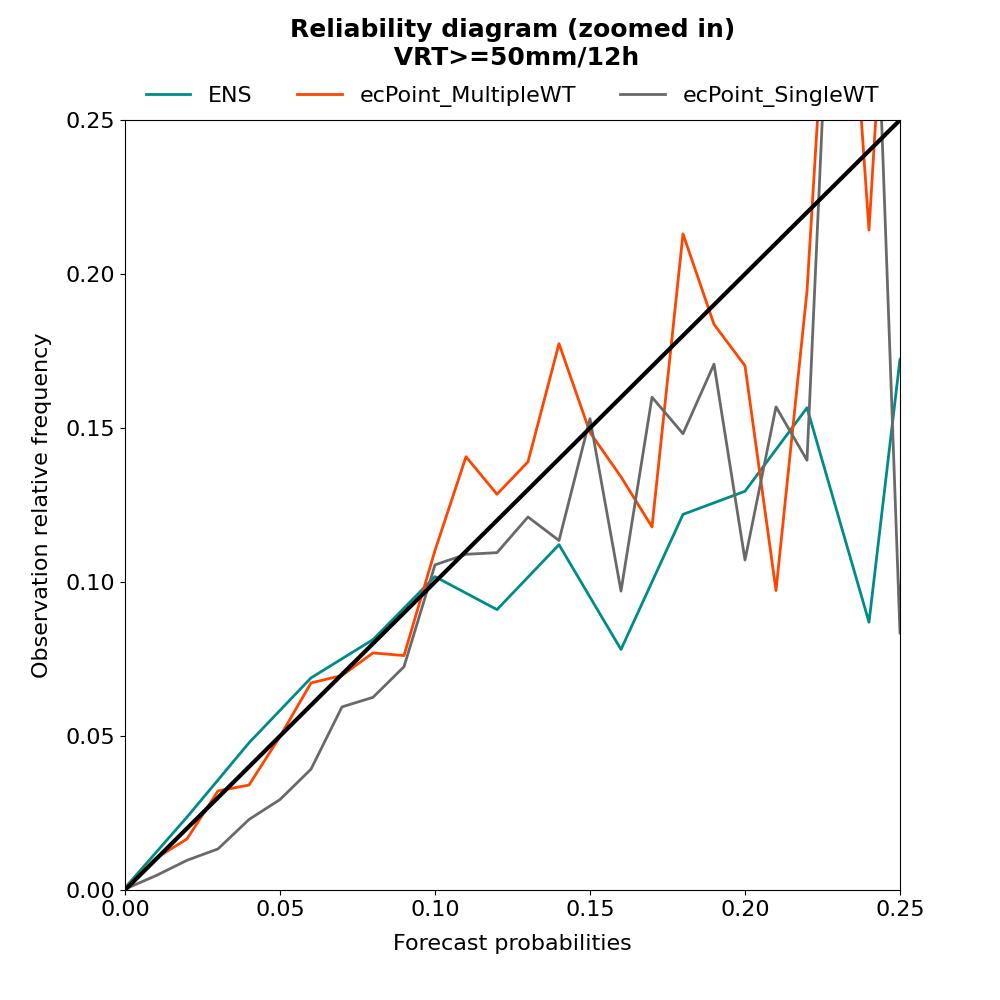 Reliability diagram (zoomed in)
VRT>=50mm/12h
ENS ecPoint_MultipleWT ecPoint_SingleWT
0.25
0.20
0.15
0.10
0.05
0.00
Observation relative frequency
0.00 0.05 0.10 0.15 0.20 0.25
Forecast probabilities